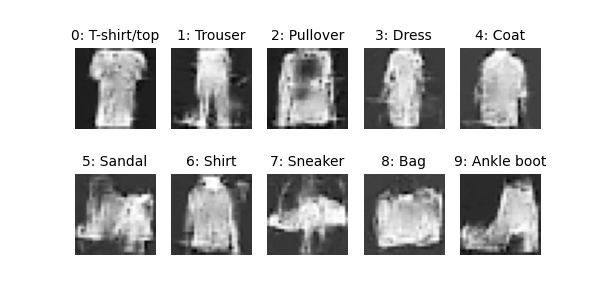 0: T-shirt/top 1: Trouser 2: Pullover 3: Dress 4: Coat
5: Sandal 6: Shirt 7: Sneaker 8: Bag 9: Ankle boot